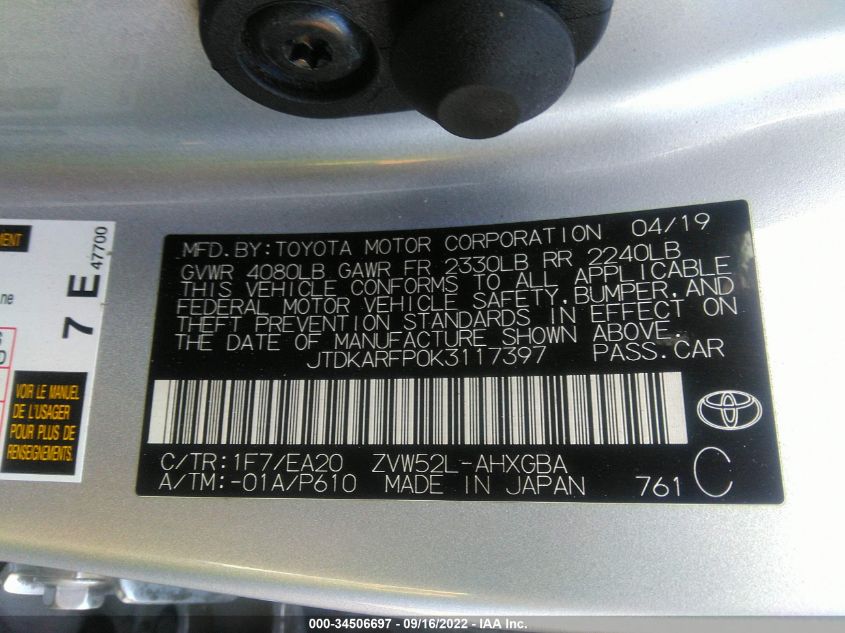 MENT
7 E
47700
ne
S
D
VOIR LE MANUEL
DE L'USAGER
POUR PLUS DE
RENSEIGNEMENTS.
MFD. BY: TOYOTA MOTOR CORPORATION 04/19
GVWR 4080LB GAWR FR 2330LB RR 2240LB
THIS VEHICLE CONFORMS TO ALL APPLICABLE
FEDERAL MOTOR VEHICLE SAFETY, BUMPER, AND
THEFT PREVENTION STANDARDS IN EFFECT ON
THE DATE OF MANUFACTURE SHOWN ABOVE.
JTDKARFP0K3117397 PASS. CAR
C/TR: 1F7/EA20 ZVW52L-AHXGBA
A/TM: -01A/P610 MADE IN JAPAN 761 C
000-34506697 - 09/16/2022 - IAA Inc.